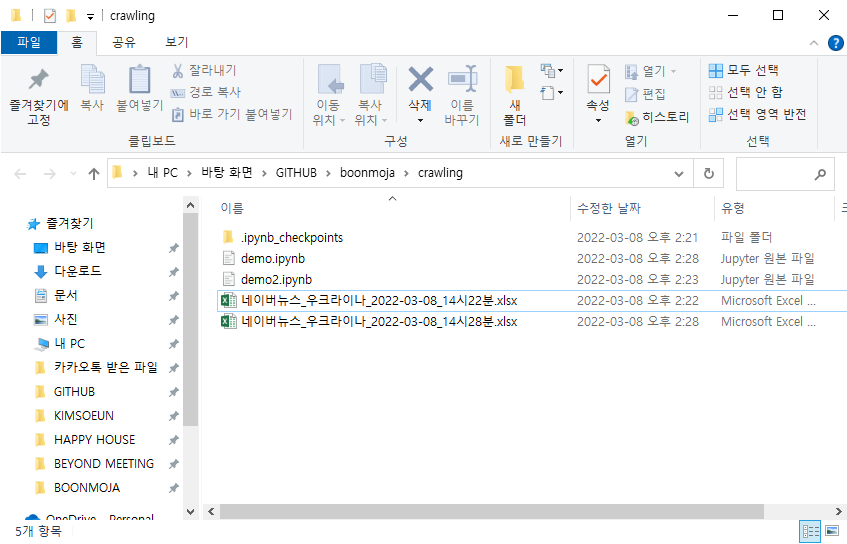 crawling
파일 홈 공유 보기
즐겨찾기에 고정
복사
붙여넣기
잘라내기
경로 복사
바로 가기 붙여넣기
클립보드
이동 위치
복사 위치
삭제
이름 바꾸기
구성
새 폴더
새로 만들기
속성
열기
편집
히스토리
열기
모두 선택
선택 안 함
선택 영역 반전
선택
내 PC > 바탕 화면 > GITHUB > boonmoja > crawling
이름 수정한 날짜 유형 크
.ipynb_checkpoints 2022-03-08 오후 2:21 파일 폴더
demo.ipynb 2022-03-08 오후 2:28 Jupyter 원본 파일
demo2.ipynb 2022-03-08 오후 2:23 Jupyter 원본 파일
네이버뉴스_우크라이나_2022-03-08_14시22분.xlsx 2022-03-08 오후 2:22 Microsoft Excel ...
네이버뉴스_우크라이나_2022-03-08_14시28분.xlsx 2022-03-08 오후 2:28 Microsoft Excel ...
즐겨찾기
바탕 화면
다운로드
문서
사진
내 PC
카카오톡 받은 파일
GITHUB
KIMSOEUN
HAPPY HOUSE
BEYOND MEETING
BOONMOJA
OneDrive - Personal
5개 항목